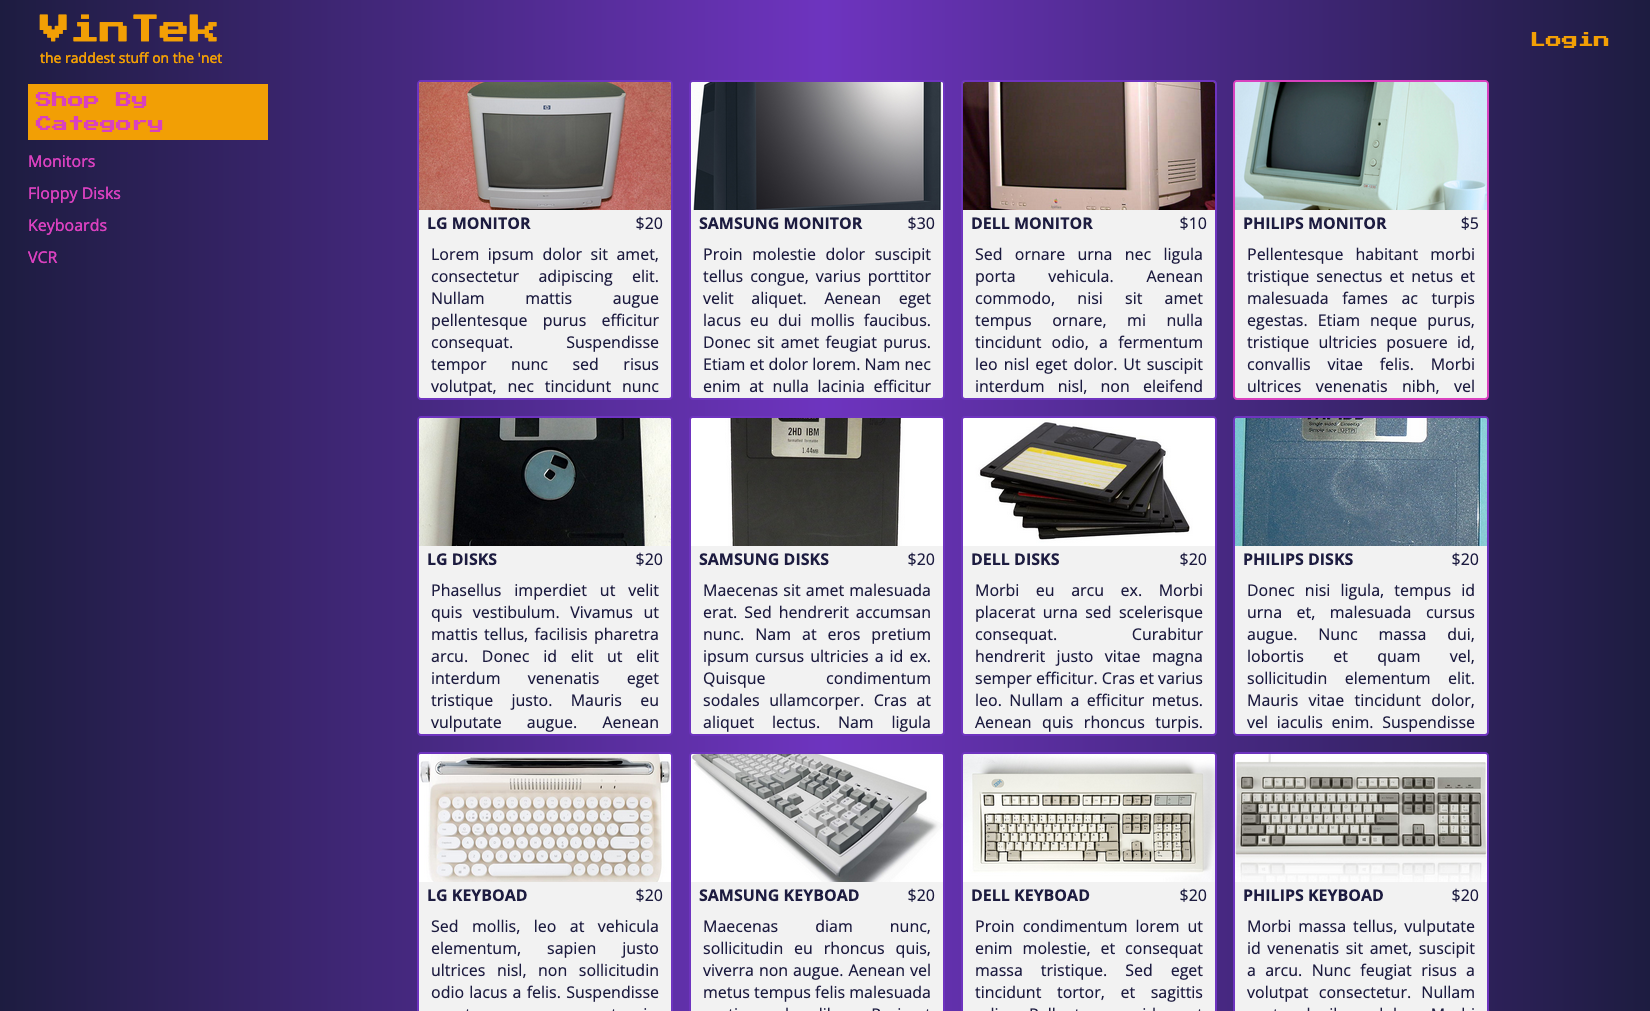 VinTek
the raddest stuff on the 'net
Login
Shop By
Category
Monitors
Floppy Disks
Keyboards
VCR
LG MONITOR $20
Lorem ipsum dolor sit amet,
consectetur adipiscing elit.
Nullam mattis augue
pellentesque purus efficitur
consequat. Suspendisse
tempor nunc sed risus
volutpat, nec tincidunt nunc
SAMSUNG MONITOR $30
Proin molestie dolor suscipit
tellus congue, varius porttitor
velit aliquet. Aenean eget
lacus eu dui mollis faucibus.
Donec sit amet feugiat purus.
Etiam et dolor lorem. Nam nec
enim at nulla lacinia efficitur
DELL MONITOR $10
Sed ornare urna nec ligula
porta vehicula. Aenean
commodo, nisi sit amet
tempus ornare, mi nulla
tincidunt odio, a fermentum
leo nisl eget dolor. Ut suscipit
interdum nisl, non eleifend
PHILIPS MONITOR $5
Pellentesque habitant morbi
tristique senectus et netus et
malesuada fames ac turpis
egestas. Etiam neque purus,
tristique ultricies posuere id,
convallis vitae felis. Morbi
ultrices venenatis nibh, vel
LG DISKS $20
Phasellus imperdiet ut velit
quis vestibulum. Vivamus ut
mattis tellus, facilisis pharetra
arcu. Donec id elit ut elit
interdum venenatis eget
tristique justo. Mauris eu
vulputate augue. Aenean
2HD IBM
1.44
SAMSUNG DISKS $20
Maecenas sit amet malesuada
erat. Sed hendrerit accumsan
nunc. Nam at eros pretium
ipsum cursus ultricies a id ex.
Quisque condimentum
sodales ullamcorper. Cras at
aliquet lectus. Nam ligula
DELL DISKS $20
Morbi eu arcu ex. Morbi
placerat urna sed scelerisque
consequat. Curabitur
hendrerit justo vitae magna
semper efficitur. Cras et varius
leo. Nullam a efficitur metus.
Aenean quis rhoncus turpis.
PHILIPS DISKS $20
Donec nisi ligula, tempus id
urna et, malesuada cursus
augue. Nunc massa dui,
lobortis et quam vel,
sollicitudin elementum elit.
Mauris vitae tincidunt dolor,
vel iaculis enim. Suspendisse
LG KEYBOAD $20
Sed mollis, leo at vehicula
elementum, sapien justo
ultrices nisl, non sollicitudin
odio lacus a felis. Suspendisse
SAMSUNG KEYBOAD $20
Maecenas diam nunc,
sollicitudin eu rhoncus quis,
viverra non augue. Aenean vel
metus tempus felis malesuada
DELL KEYBOAD $20
Proin condimentum lorem ut
enim molestie, et consequat
massa tristique. Sed eget
tincidunt tortor, et sagittis
PHILIPS KEYBOAD $20
Morbi massa tellus, vulputate
id venenatis sit amet, suscipit
a arcu. Nunc feugiat risus a
volutpat consectetur. Nullam